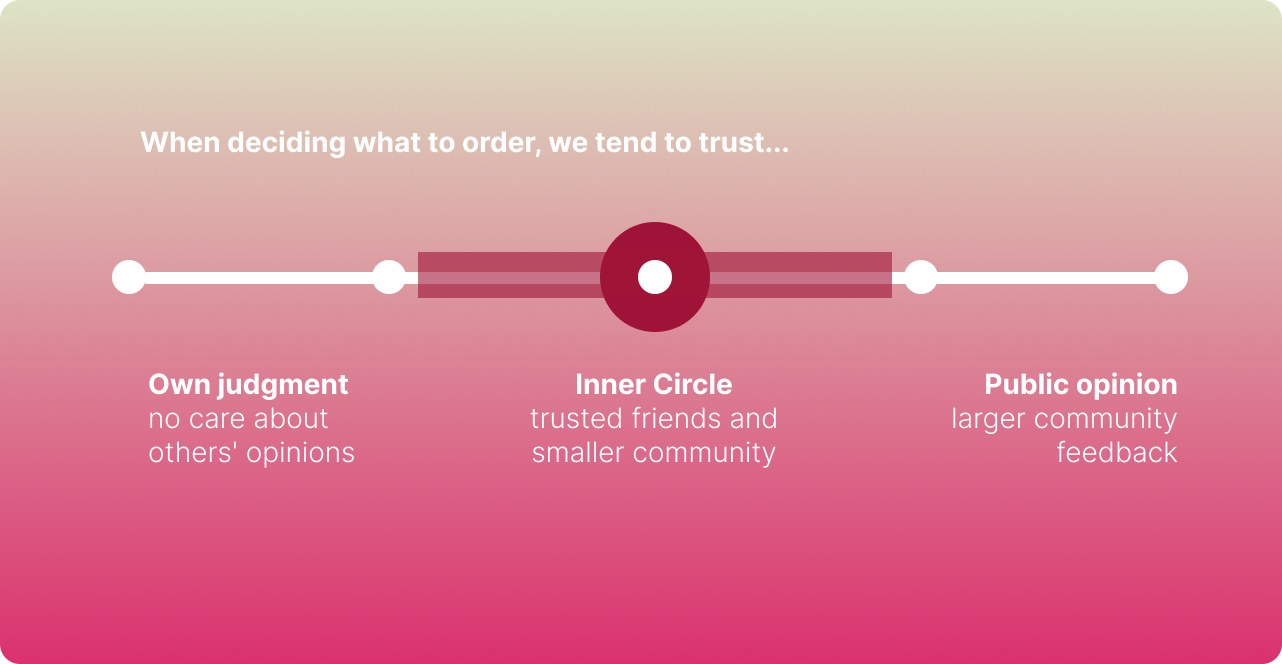 When deciding what to order, we tend to trust...
Own judgment
no care about
others' opinions
Inner Circle
trusted friends and
smaller community
Public opinion
larger community
feedback